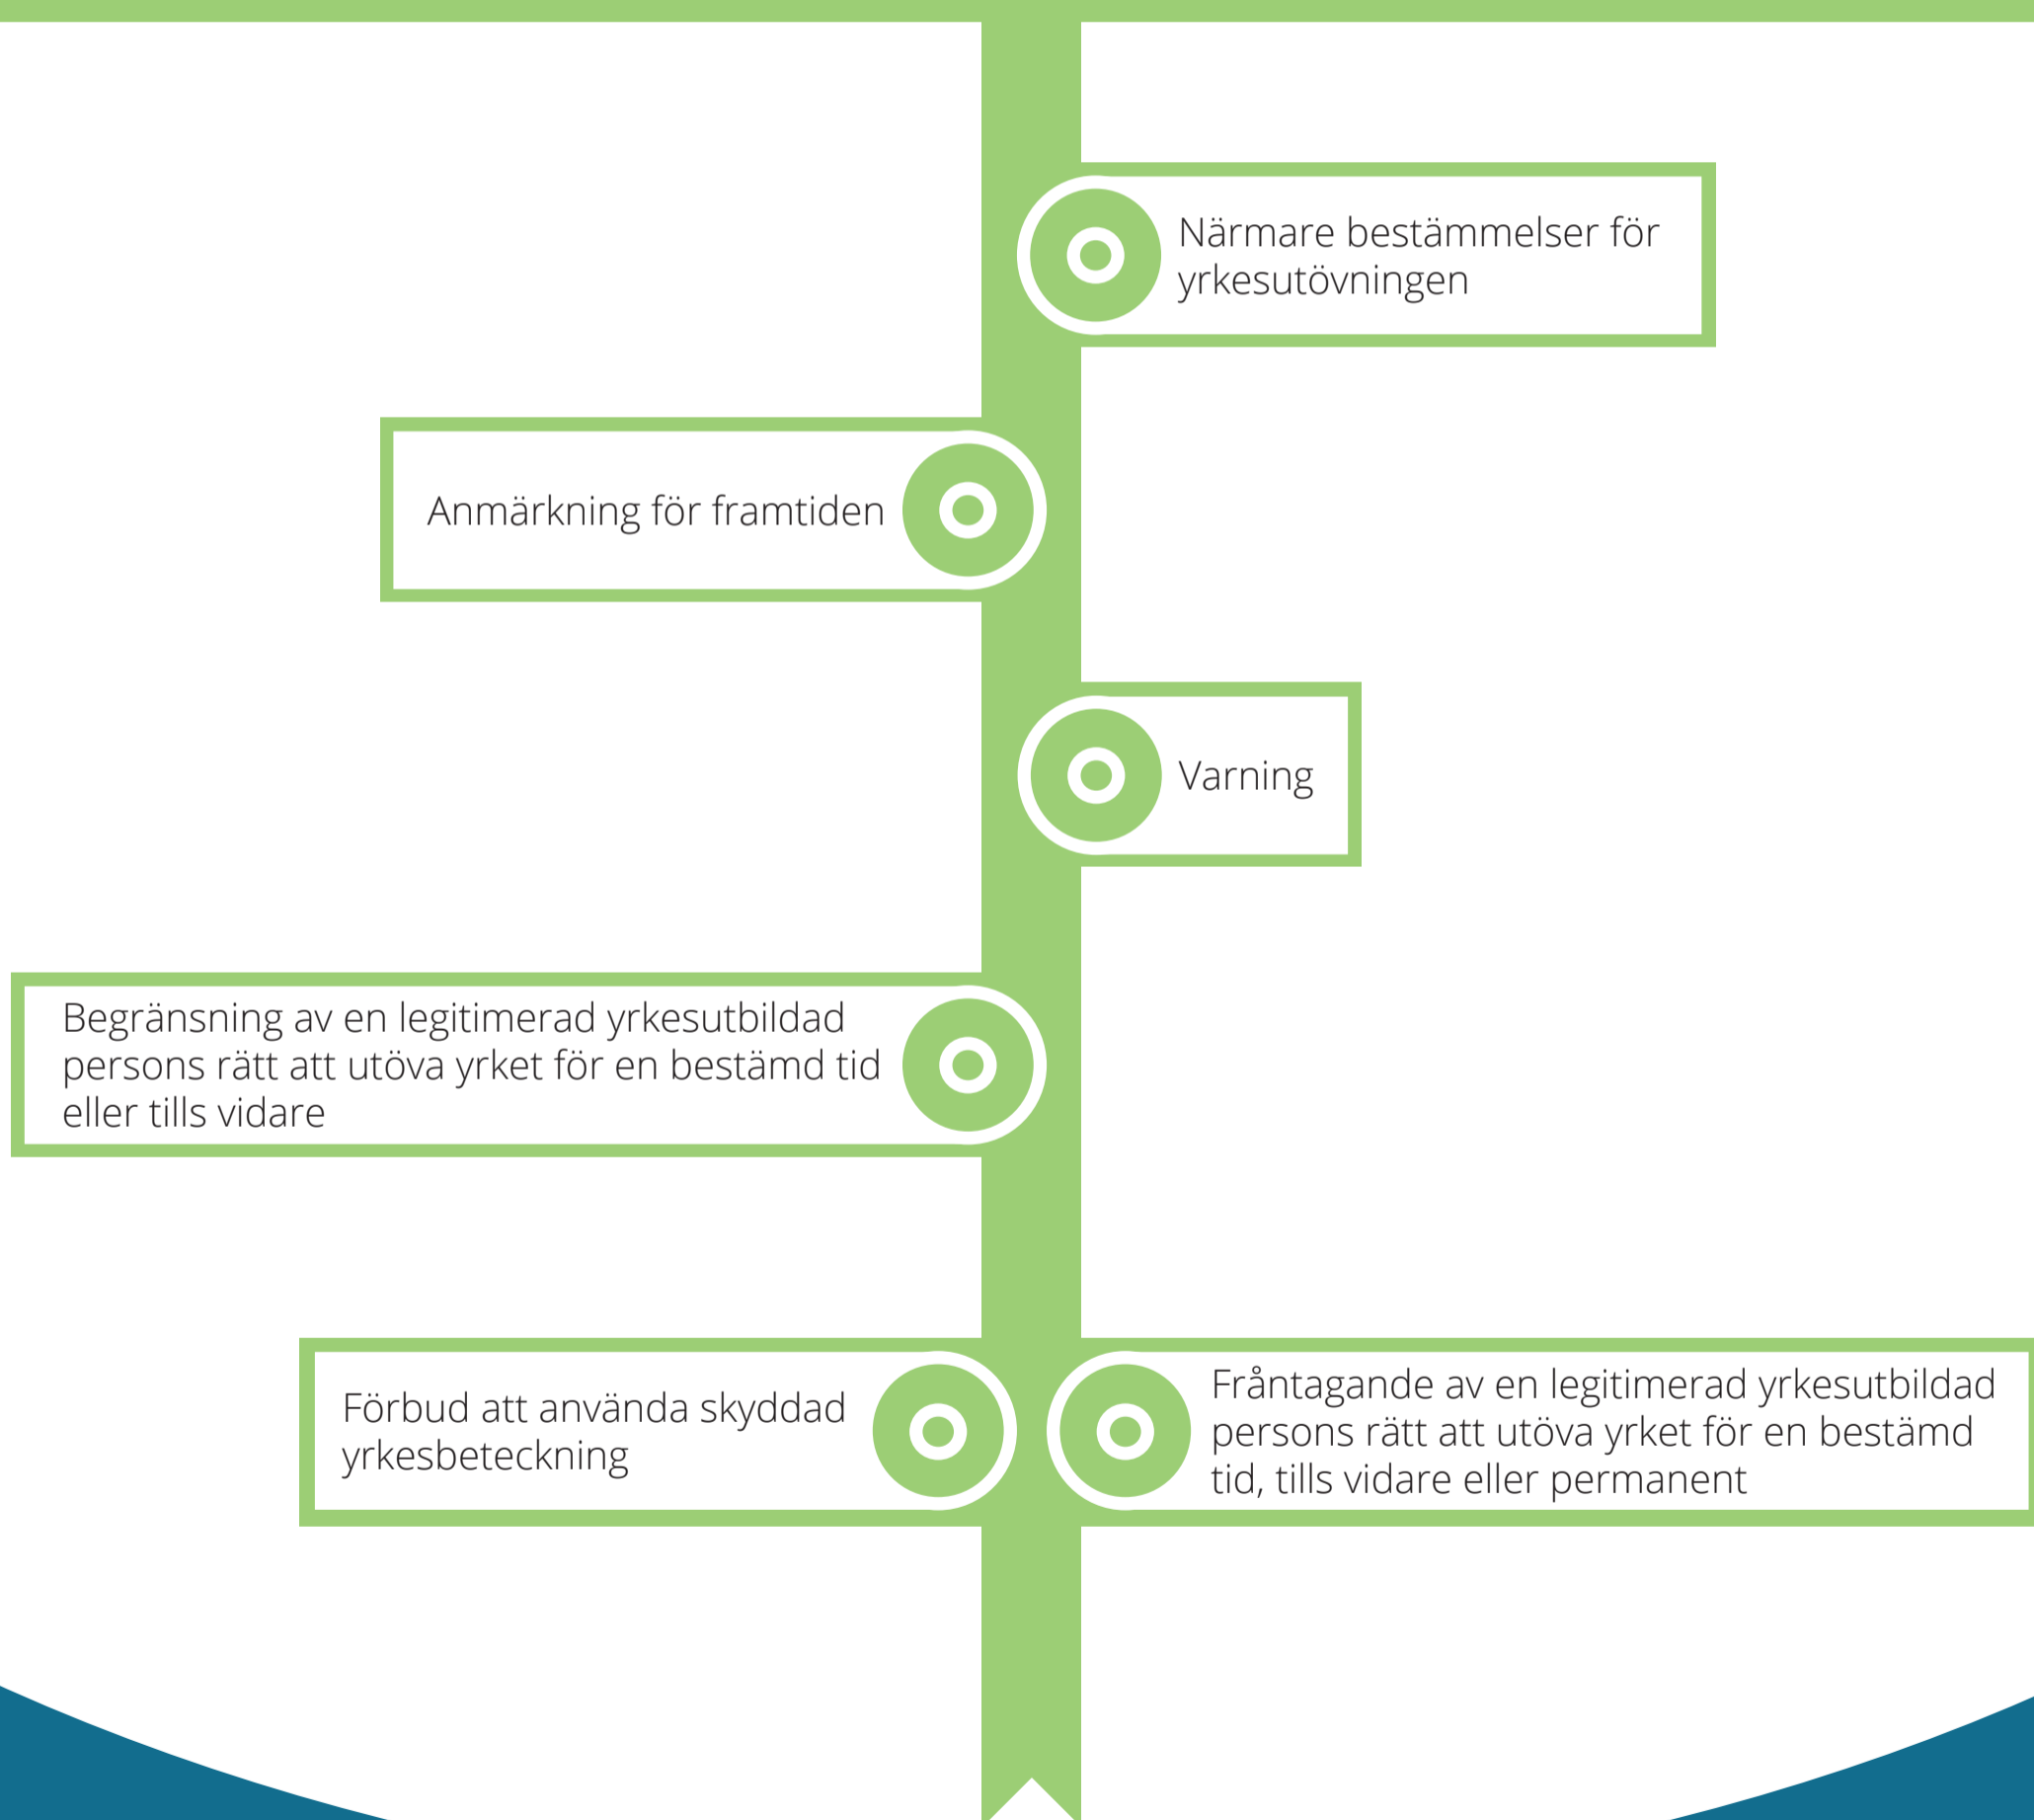 Närmare bestämmelser för
yrkesutövningen
Anmärkning för framtiden
Varning
Begränsning av en legitimerad yrkesutbildad
persons rätt att utöva yrket för en bestämd tid
eller tills vidare
Förbud att använda skyddad
yrkesbeteckning
Fråntagande av en legitimerad yrkesutbildad
persons rätt att utöva yrket för en bestämd
tid, tills vidare eller permanent